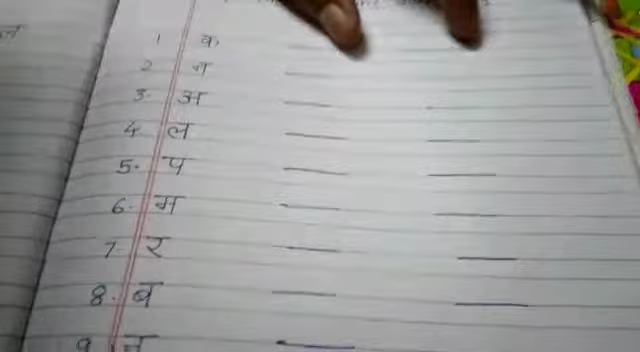 1 क
2 न
3. अ
4. ल
5. प
6. म
7. र
8. ब